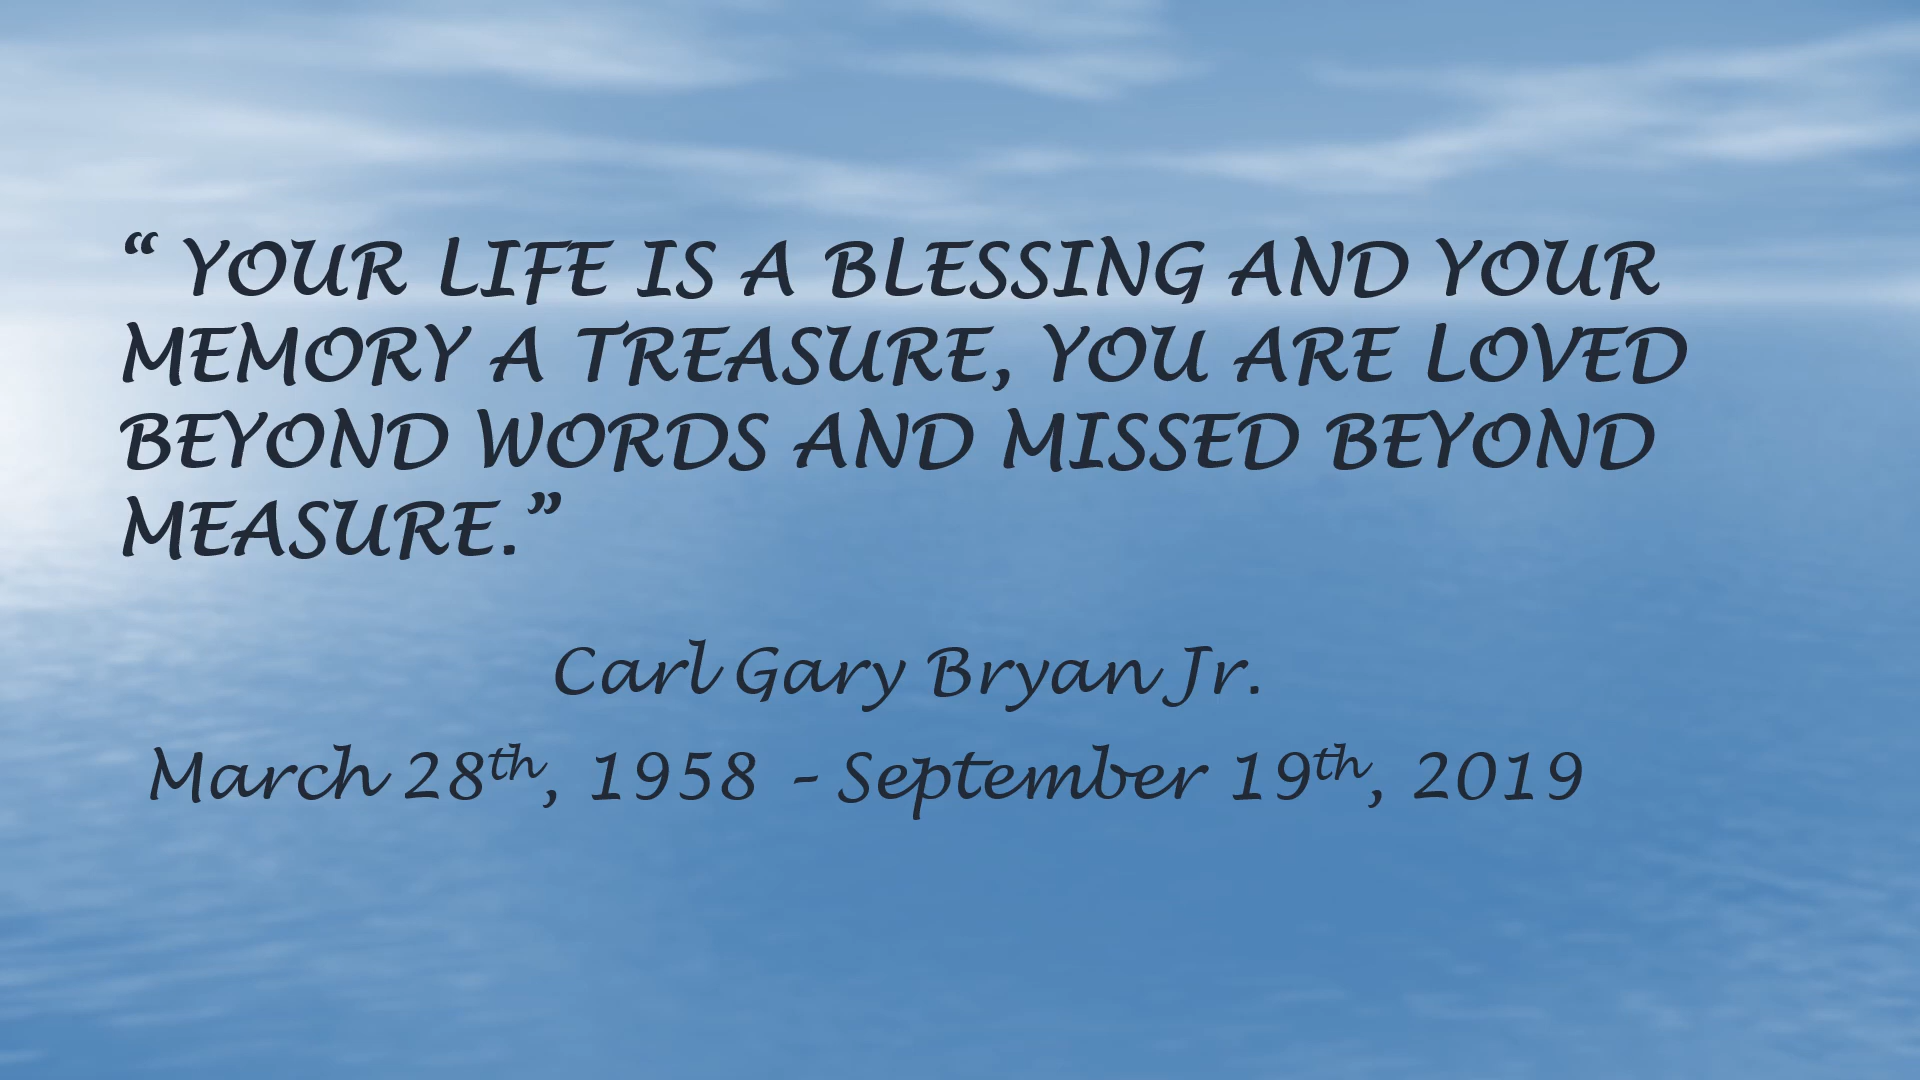 “ YOUR LIFE IS A BLESSING AND YOUR
MEMORY A TREASURE, YOU ARE LOVED
BEYOND WORDS AND MISSED BEYOND
MEASURE.”
Carl Gary Bryan Jr.
March 28th, 1958 – September 19th, 2019